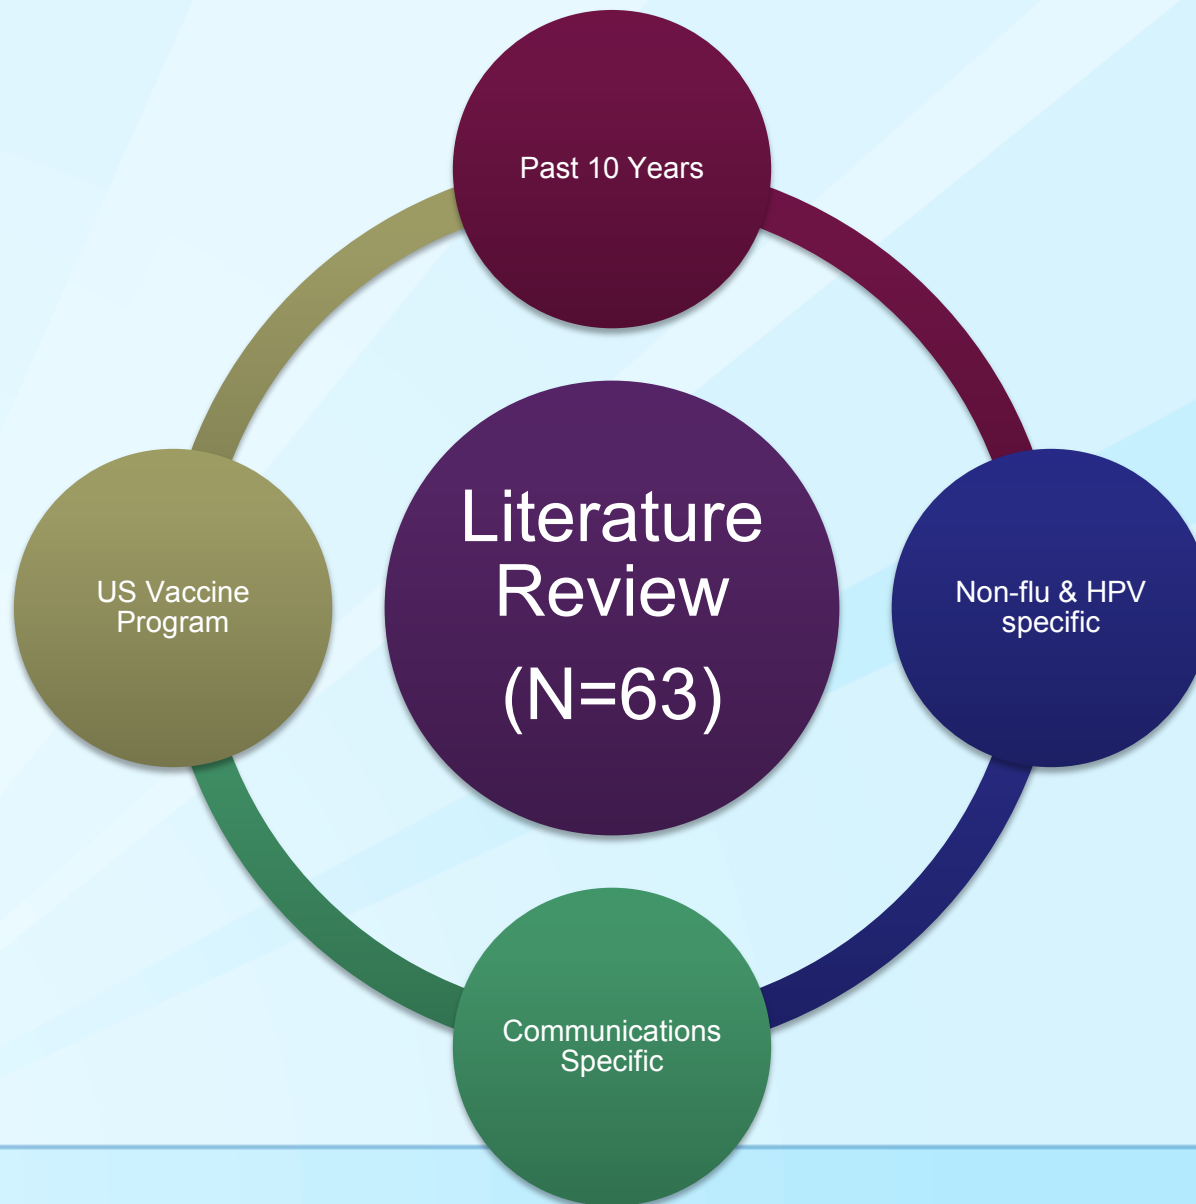 Past 10 Years
Literature
Review
(N=63)
US Vaccine
Program
Non-flu & HPV
specific
Communications
Specific